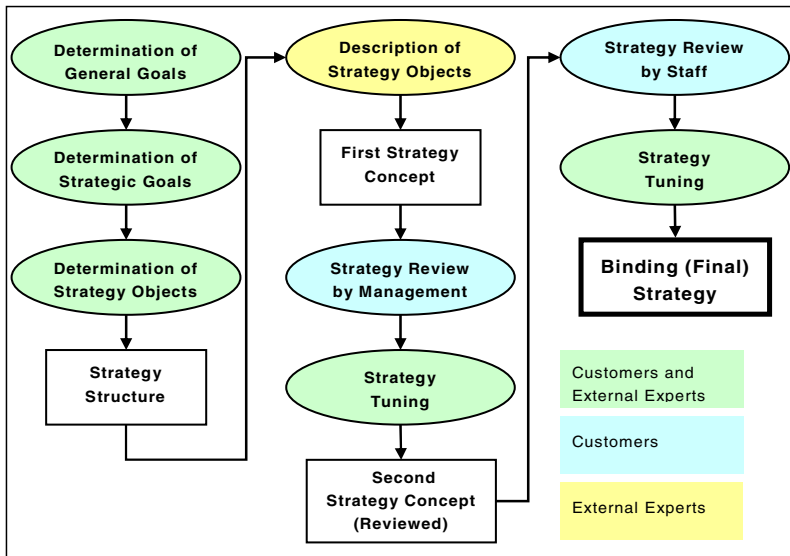 Determination of
General Goals
Determination of
Strategic Goals
Determination of
Strategy Objects
Strategy
Structure
Description of
Strategy Objects
First Strategy
Concept
Strategy Review
by Management
Strategy
Tuning
Second
Strategy Concept
(Reviewed)
Strategy Review
by Staff
Strategy
Tuning
Binding (Final)
Strategy
Customers and
External Experts
Customers
External Experts